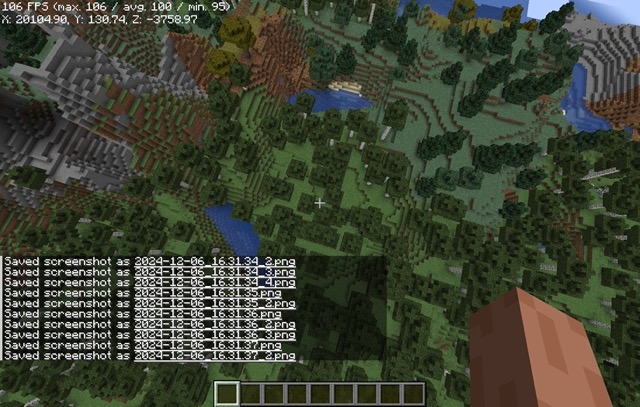 106 FPS (max. 106 / avg. 100 / min. 95)
X: 20104.90, Y: 130.74, Z: -3758.97
Saved screenshot as 2024-12-06_16.31.34_2.png
Saved screenshot as 2024-12-06_16.31.34_3.png
Saved screenshot as 2024-12-06_16.31.34_4.png
Saved screenshot as 2024-12-06_16.31.35.png
Saved screenshot as 2024-12-06_16.31.35_2.png
Saved screenshot as 2024-12-06_16.31.36.png
Saved screenshot as 2024-12-06_16.31.36_2.png
Saved screenshot as 2024-12-06_16.31.36_3.png
Saved screenshot as 2024-12-06_16.31.37.png
Saved screenshot as 2024-12-06_16.31.37_2.png